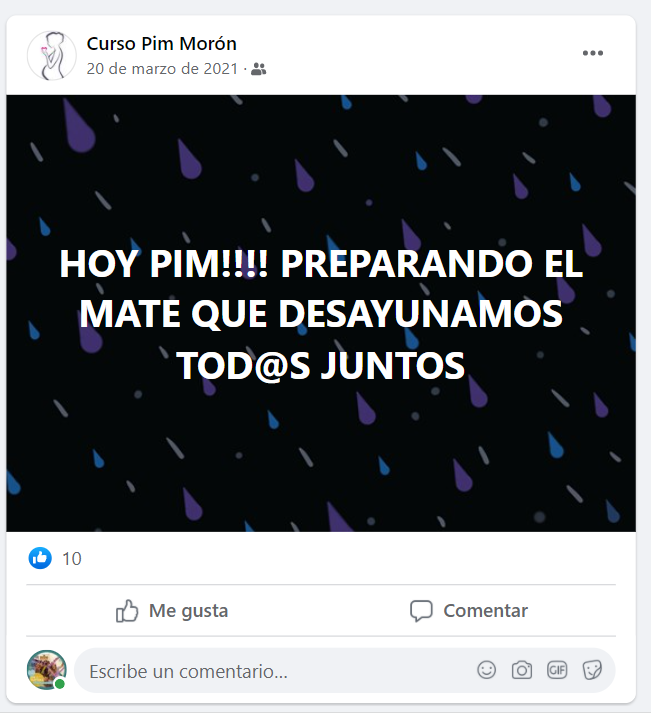 Curso Pim Morón
20 de marzo de 2021 ·
HOY PIM!!!! PREPARANDO EL
MATE QUE DESAYUNAMOS
TOD@S JUNTOS
10
Me gusta
Comentar
Escribe un comentario...
GIF